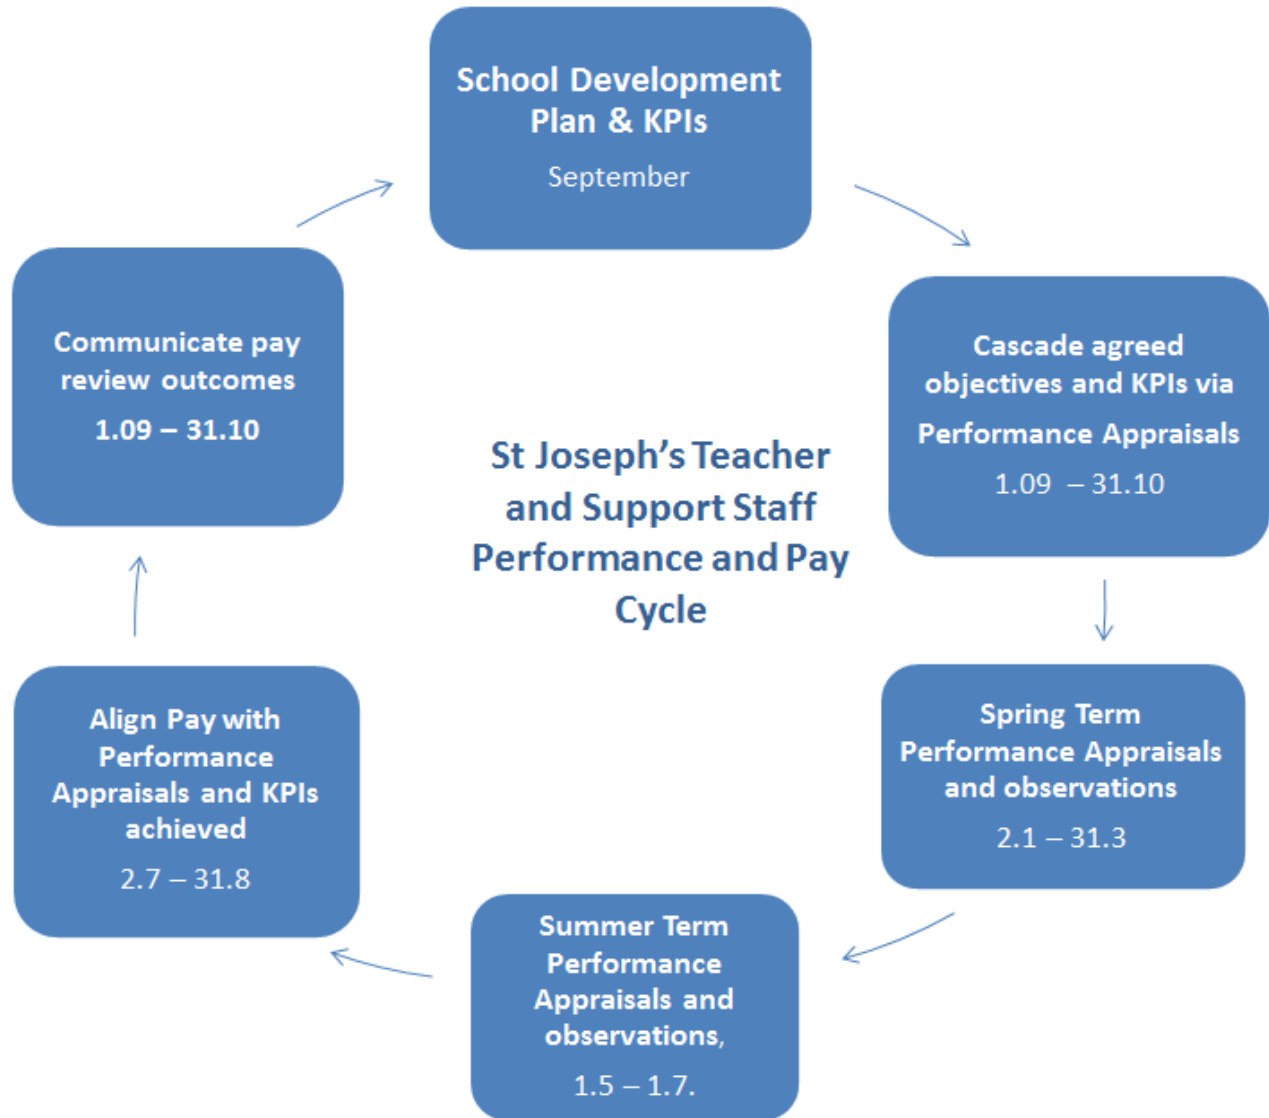 School Development
Plan & KPIs
September
Cascade agreed
objectives and KPIs via
Performance Appraisals
1.09 – 31.10
Spring Term
Performance Appraisals
and observations
2.1 – 31.3
Summer Term
Performance
Appraisals and
observations,
1.5 – 1.7.
Align Pay with
Performance
Appraisals and KPIs
achieved
2.7 – 31.8
Communicate pay
review outcomes
1.09 – 31.10
St Joseph’s Teacher
and Support Staff
Performance and Pay
Cycle